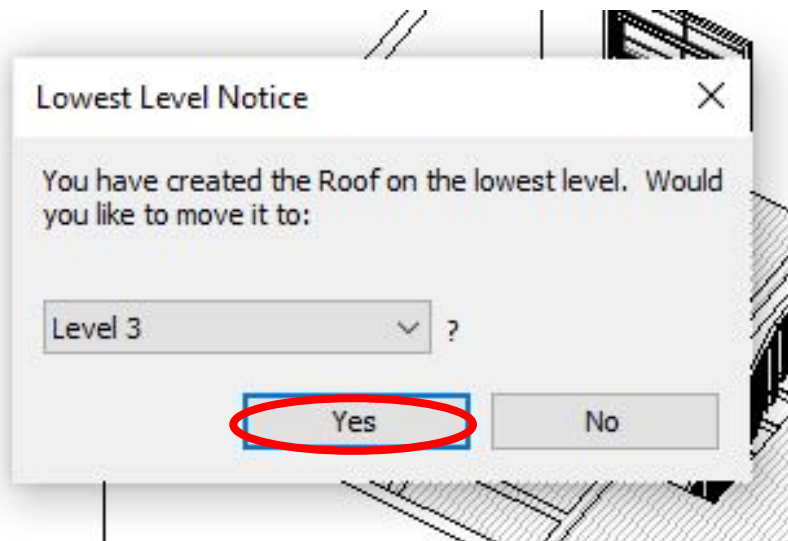 Lowest Level Notice
You have created the Roof on the lowest level. Would
you like to move it to:
Level 3 ?
Yes No